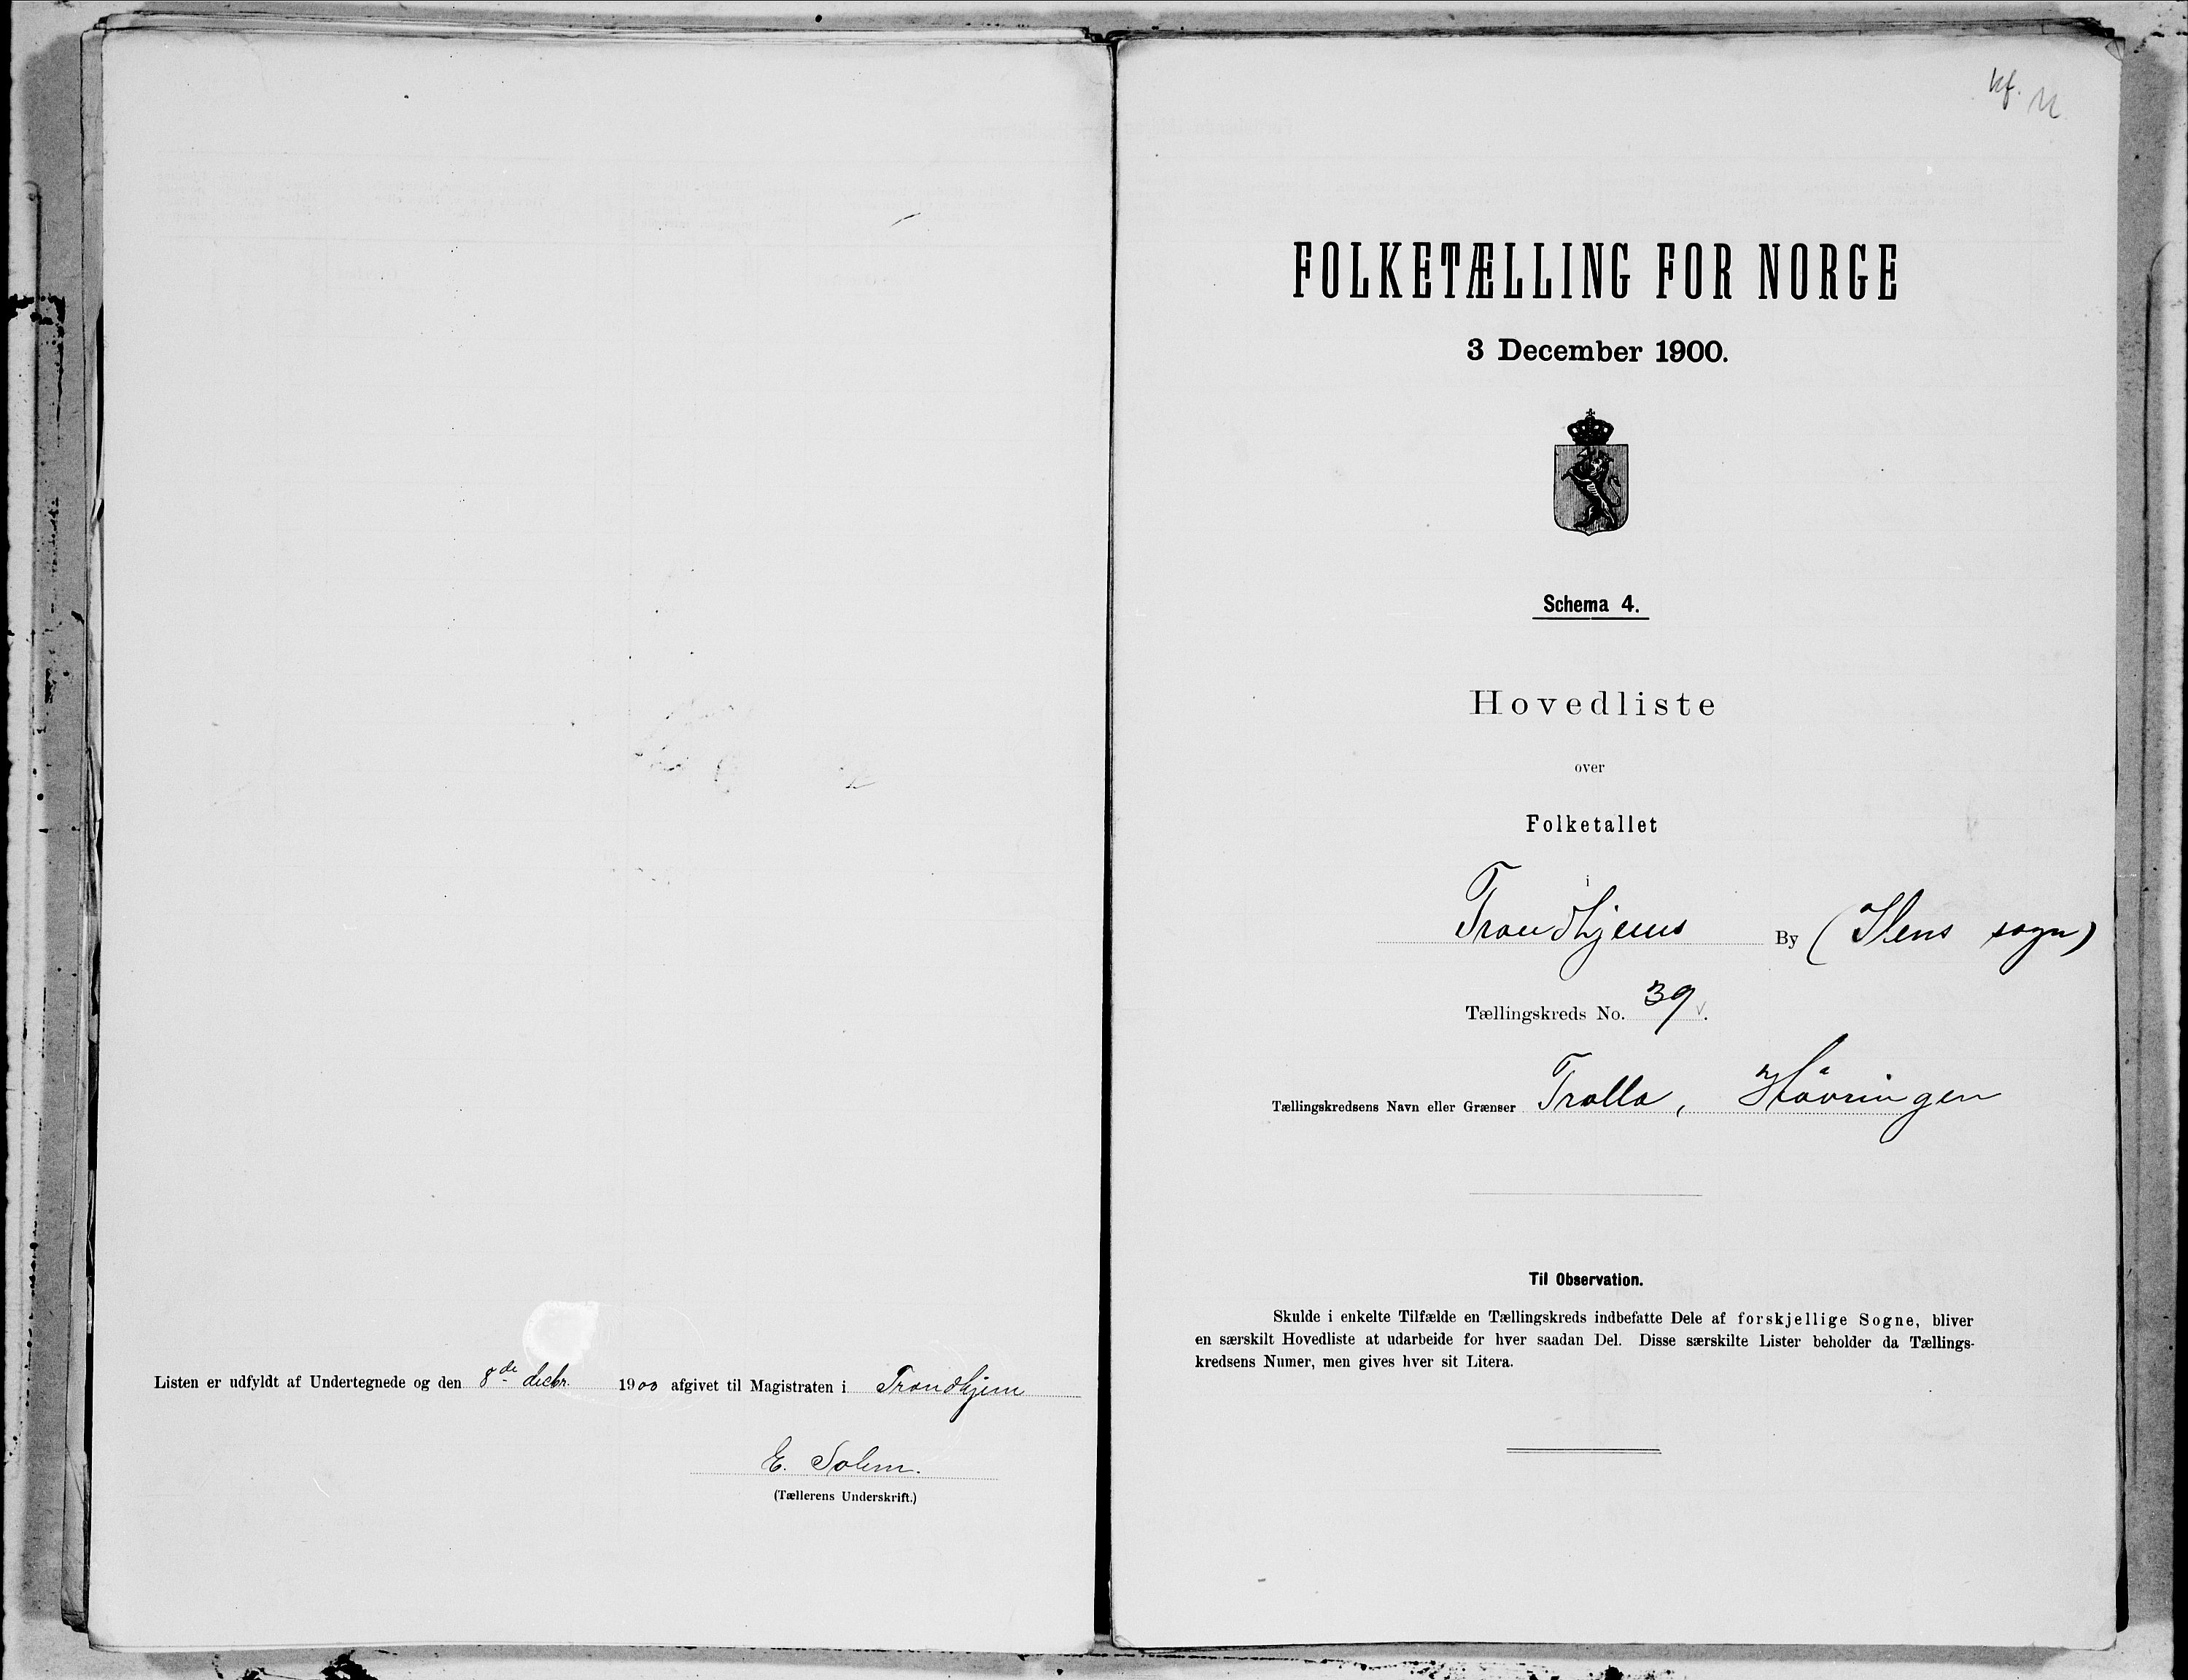 Listen er udfyldt af Undertegnede og den 8de decbr. 1900 afgivet til Magistraten i Trondhjem
E. Solem.
(Tællerens Underskrift.)
kf.
FOLKETÆLLING FOR NORGE
3 December 1900.
Schema 4.
Hovedliste
over
Folketallet
i
Trondhjems By (Ilens sogn)
Tællingskreds No. 39.
Tællingskredsens Navn eller Grænser Trolla, Håvringen
Til Observation.
Skulde i enkelte Tilfælde en Tællingskreds indbefatte Dele af forskjellige Sogne, bliver
en særskilt Hovedliste at udarbeide for hver saadan Del. Disse særskilte Lister beholder da Tællings-
kredsens Numer, men gives hver sit Litera.